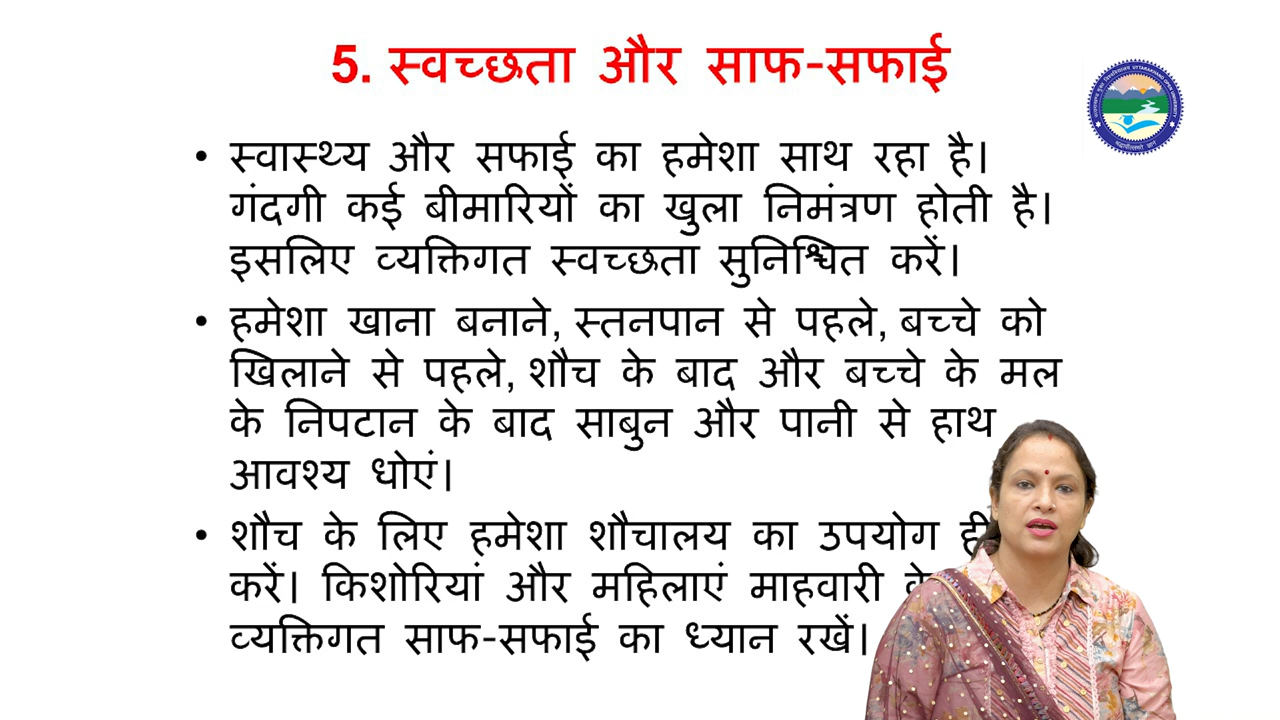 5. स्वच्छता और साफ-सफाई
• स्वास्थ्य और सफाई का हमेशा साथ रहा है।
गंदगी कई बीमारियों का खुला निमंत्रण होती है।
इसलिए व्यक्तिगत स्वच्छता सुनिश्चित करें।
• हमेशा खाना बनाने, स्तनपान से पहले, बच्चे को
खिलाने से पहले, शौच के बाद और बच्चे के मल
के निपटान के बाद साबुन और पानी से हाथ
आवश्य धोएं।
• शौच के लिए हमेशा शौचालय का उपयोग ही
करें। किशोरियां और महिलाएं माहवारी के
व्यक्तिगत साफ-सफाई का ध्यान रखें।